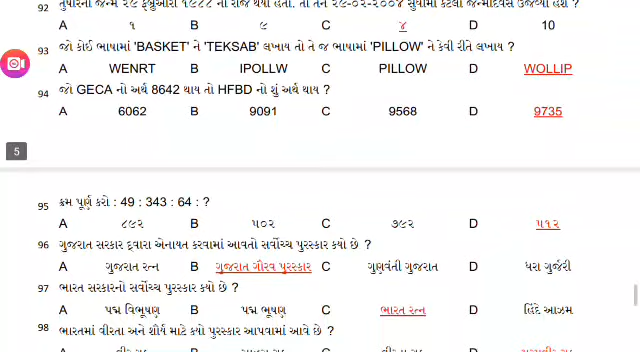 92 તુષારનો જન્મ ૨૯ ફેબ્રુઆરી ૧૯૮૮ ના રોજ થયો હતો. તો તેને ૨૯-૦૨-૨૦૦૪ સુધીમાં કેટલા જન્મદિવસ ઉજવ્યા હશે ?
A ૧ B ૯ C ૪ D 10
93 જો કોઈ ભાષામાં 'BASKET' ને 'TEKSAB' લખાય તો તે જ ભાષામાં 'PILLOW' ને કેવી રીતે લખાય ?
A WENRT B IPOLLW C PILLOW D WOLLIP
94 જો GECA નો અર્થ 8642 થાય તો HFBD નો શું અર્થ થાય ?
A 6062 B 9091 C 9568 D 9735
5
95 ક્રમ પૂર્ણ કરો : 49 : 343 : 64 : ?
A ૮૯૨ B ૫૦૨ C ૭૯૨ D ૫૧૨
96 ગુજરાત સરકાર દ્વારા એનાયત કરવામાં આવતો સર્વોચ્ચ પુરસ્કાર કયો છે ?
A ગુજરાત રત્ન B ગુજરાત ગૌરવ પુરસ્કાર C ગુણવંતી ગુજરાત D ધરા ગુર્જરી
97 ભારત સરકારનો સર્વોચ્ચ પુરસ્કાર કયો છે ?
A પદ્મ વિભૂષણ B પદ્મ ભૂષણ C ભારત રત્ન D હિંદે આઝમ
98 ભારતમાં વીરતા અને શૌર્ય માટે કયો પુરસ્કાર આપવામાં આવે છે ?
A B C D